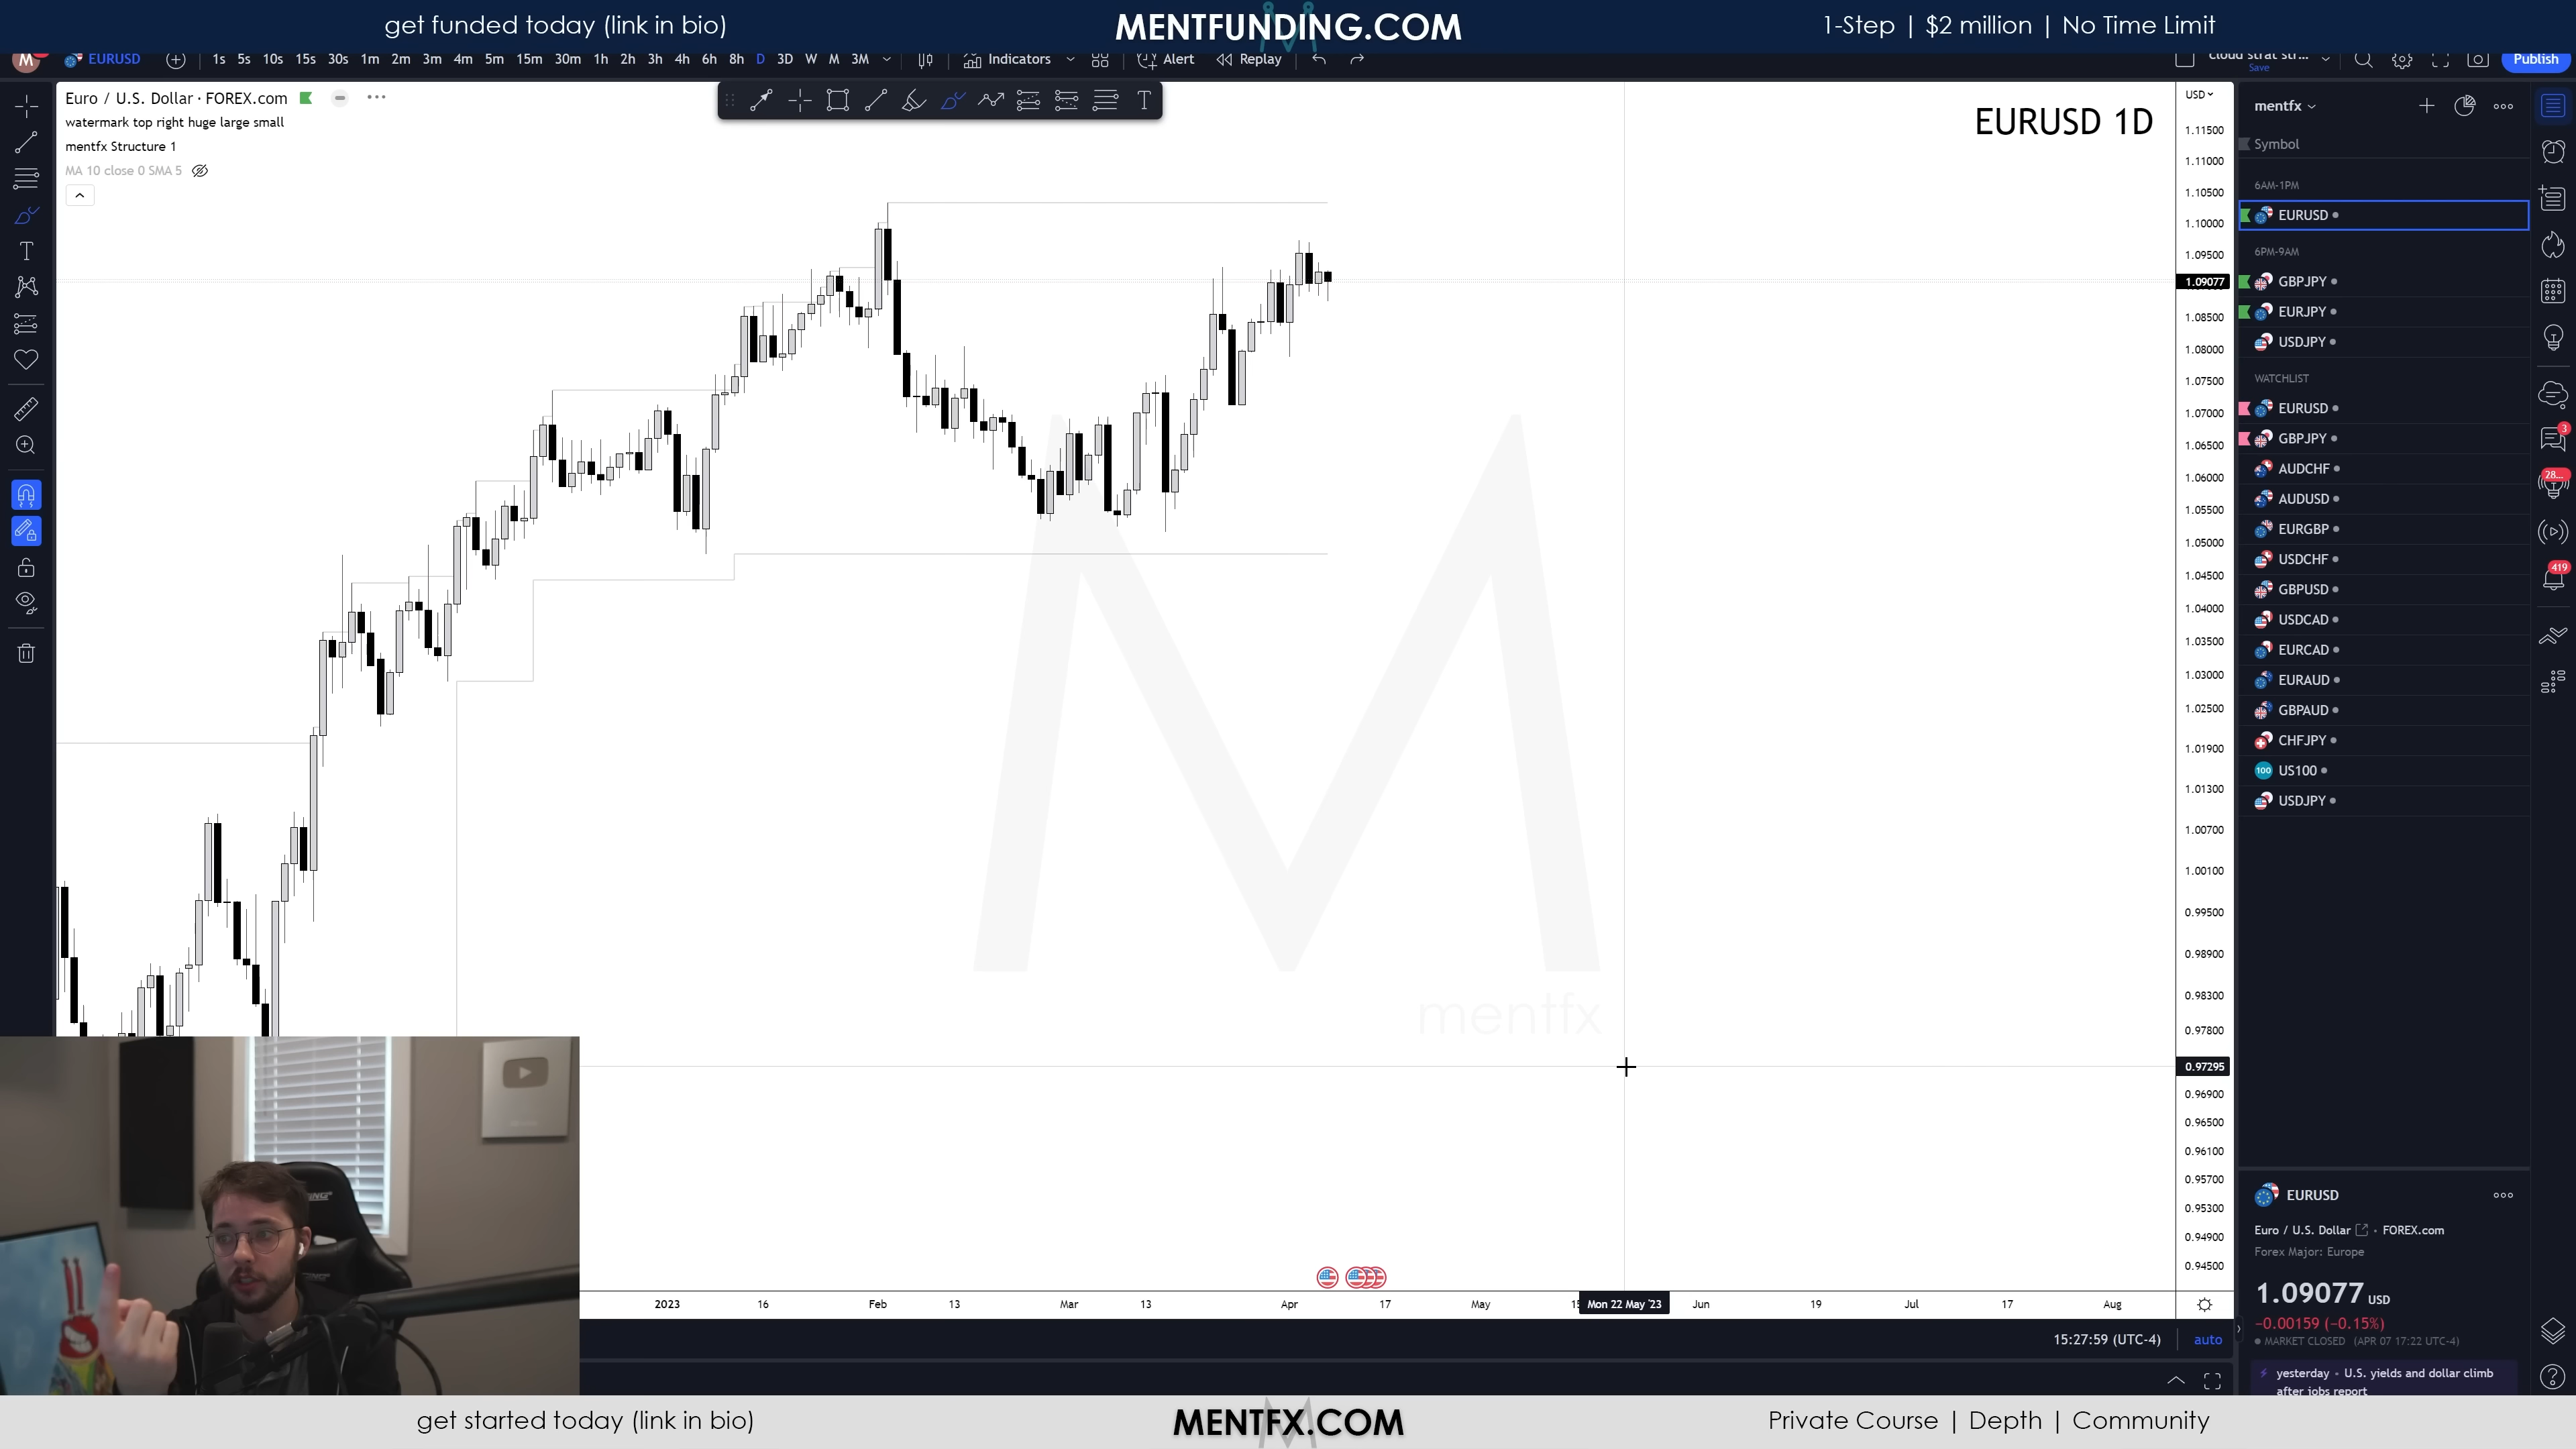 get funded today (link in bio)
MENTFUNDING.COM
1-Step | $2 million | No Time Limit
M
EURUSD
1s 5s 10s 15s 30s 1m 2m 3m 4m 5m 15m 30m 1h 2h 3h 4h 6h 8h D 3D W M 3M
Indicators
Alert
Replay
Save
Publish
Euro / U.S. Dollar · FOREX.com
watermark top right huge large small
mentfx Structure 1
MA 10 close 0 SMA 5
EURUSD 1D
USD
1.11500
1.11000
1.10500
1.10000
1.09500
1.09077
1.08500
1.08000
1.07500
1.07000
1.06500
1.06000
1.05500
1.05000
1.04500
1.04000
1.03500
1.03000
1.02500
1.01900
1.01300
1.00700
1.00100
0.99500
0.98900
0.98300
0.97800
0.97295
0.96900
0.96500
0.96100
0.95700
0.95300
0.94900
0.94500
mentfx
2023 16 Feb 13 Mar 13 Apr 17 May Mon 22 May '23 Jun 19 Jul 17 Aug
15:27:59 (UTC-4)
auto
mentfx
Symbol
6AM-1PM
EURUSD
6PM-9AM
GBPJPY
EURJPY
USDJPY
WATCHLIST
EURUSD
GBPJPY
AUDCHF
AUDUSD
EURGBP
USDCHF
GBPUSD
USDCAD
EURCAD
EURAUD
GBPAUD
CHFJPY
100 US100
USDJPY
3
28...
419
EURUSD
Euro / U.S. Dollar · FOREX.com
Forex Major: Europe
1.09077 USD
−0.00159 (−0.15%)
MARKET CLOSED (APR 07 17:22 UTC-4)
yesterday · U.S. yields and dollar climb
after jobs report
get started today (link in bio)
MENTFX.COM
Private Course | Depth | Community